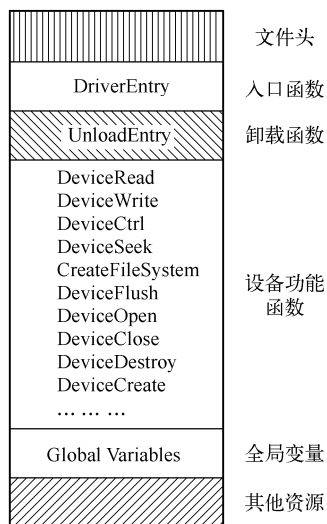 文件头
DriverEntry 入口函数
UnloadEntry 卸载函数
DeviceRead
DeviceWrite
DeviceCtrl
DeviceSeek
CreateFileSystem
DeviceFlush
DeviceOpen
DeviceClose
DeviceDestroy
DeviceCreate
… … …
设备功能
函数
Global Variables 全局变量
其他资源